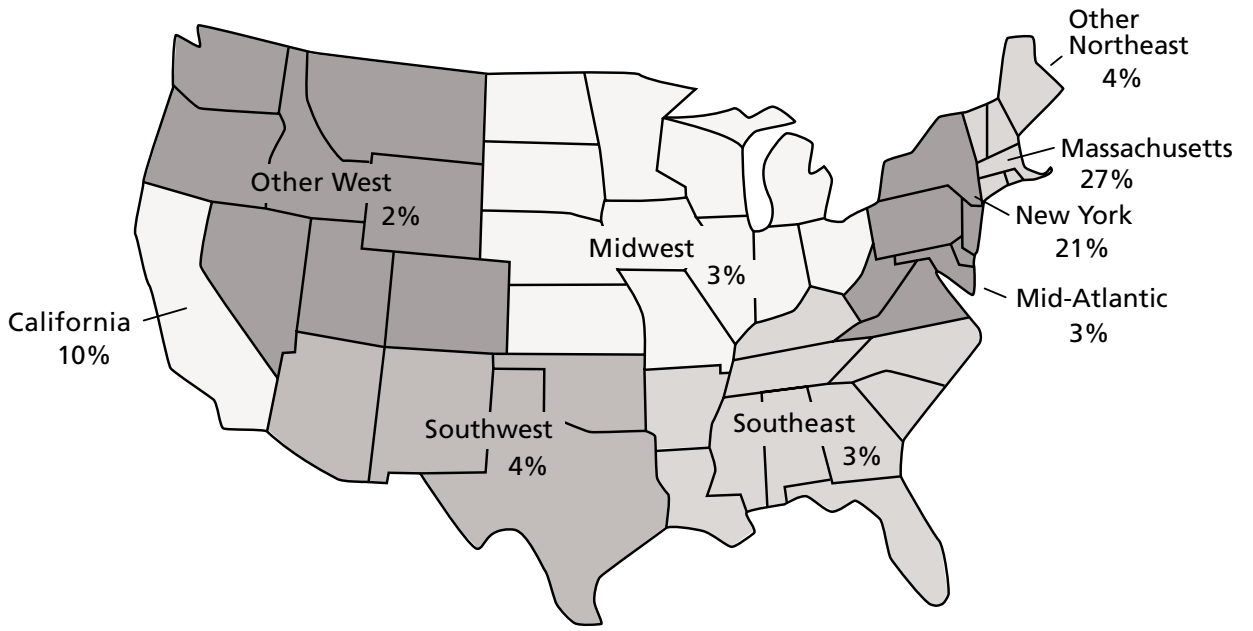 Other
Northeast
4%
Massachusetts
27%
Other West
2%
New York
21%
Midwest
3%
Mid-Atlantic
3%
California
10%
Southwest
4%
Southeast
3%